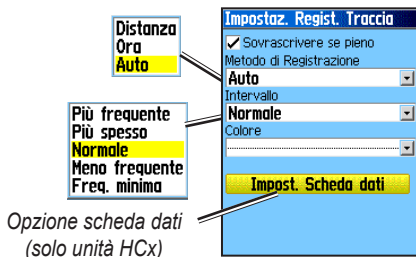 Distanza
Ora
Auto
Più frequente
Più spesso
Normale
Meno frequente
Freq. minima
Opzione scheda dati
(solo unità HCx)
Impostaz. Regist. Traccia
Sovrascrivere se pieno
Metodo di Registrazione
Auto
Intervallo
Normale
Colore
Impost. Scheda dati